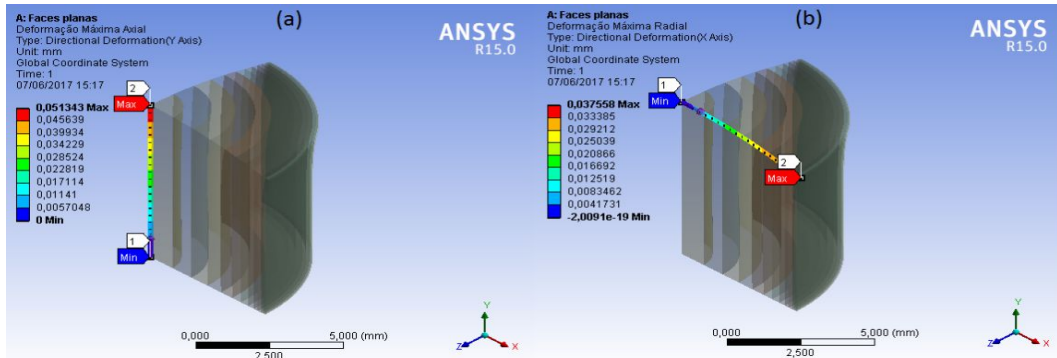 A: Faces planas
Deformação Máxima Axial
Type: Directional Deformation(Y Axis)
Unit: mm
Global Coordinate System
Time: 1
07/06/2017 15:17
(a)
ANSYS
R15.0
0,051343 Max
0,045639
0,039934
0,034229
0,028524
0,022819
0,017114
0,01141
0,0057048
0 Min
2
Max
1
Min
0,000
5,000 (mm)
2,500
Y
Z
X
A: Faces planas
Deformação Máxima Radial
Type: Directional Deformation(X Axis)
Unit: mm
Global Coordinate System
Time: 1
07/06/2017 15:17
(b)
ANSYS
R15.0
0,037558 Max
0,033385
0,029212
0,025039
0,020866
0,016692
0,012519
0,0083462
0,0041731
-2,0091e-19 Min
1
Min
2
Max
0,000
5,000 (mm)
2,500
Y
Z
X